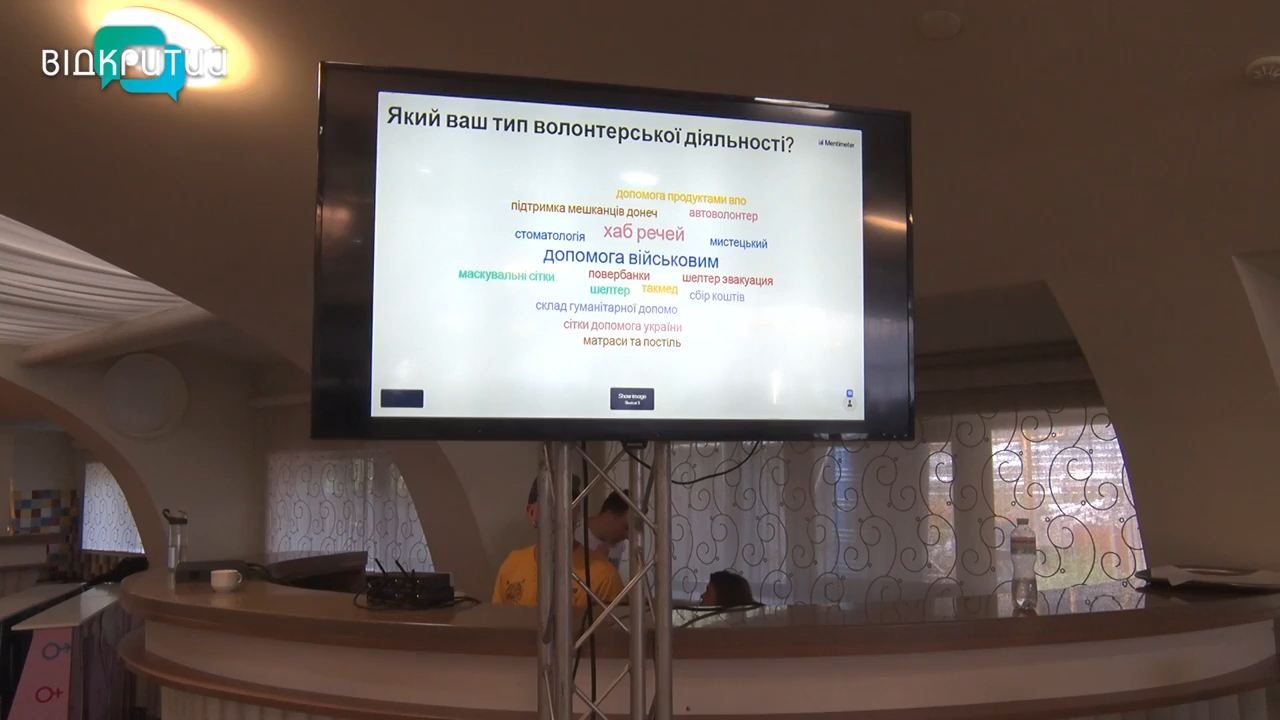 ВІДКРИТИЙ
Який ваш тип волонтерської діяльності?
Mentimeter
допомога продуктами впо
підтримка мешканців донеч
автоволонтер
стоматологія
хаб речей
мистецький
допомога військовим
маскувальні сітки
повербанки
шелтер эвакуация
шелтер
такмед
сбір коштів
склад гуманітарної допомо
сітки допомога україни
матраси та постіль
Show image